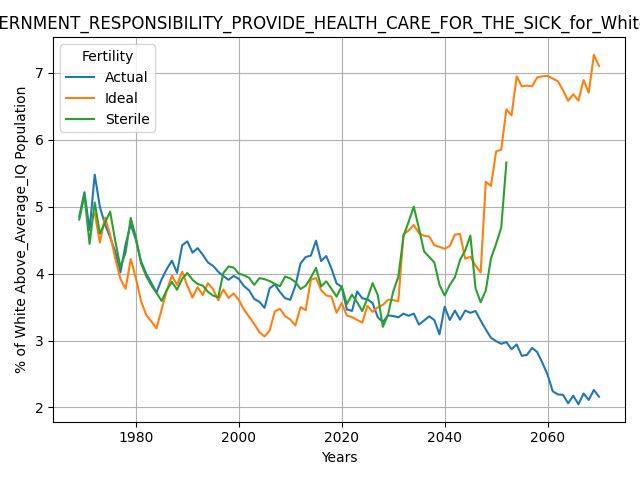 ERNMENT_RESPONSIBILITY_PROVIDE_HEALTH_CARE_FOR_THE_SICK_for_Whit
Fertility
Actual
Ideal
Sterile
% of White Above_Average_IQ Population
7
6
5
4
3
2
1980
2000
2020
2040
2060
Years